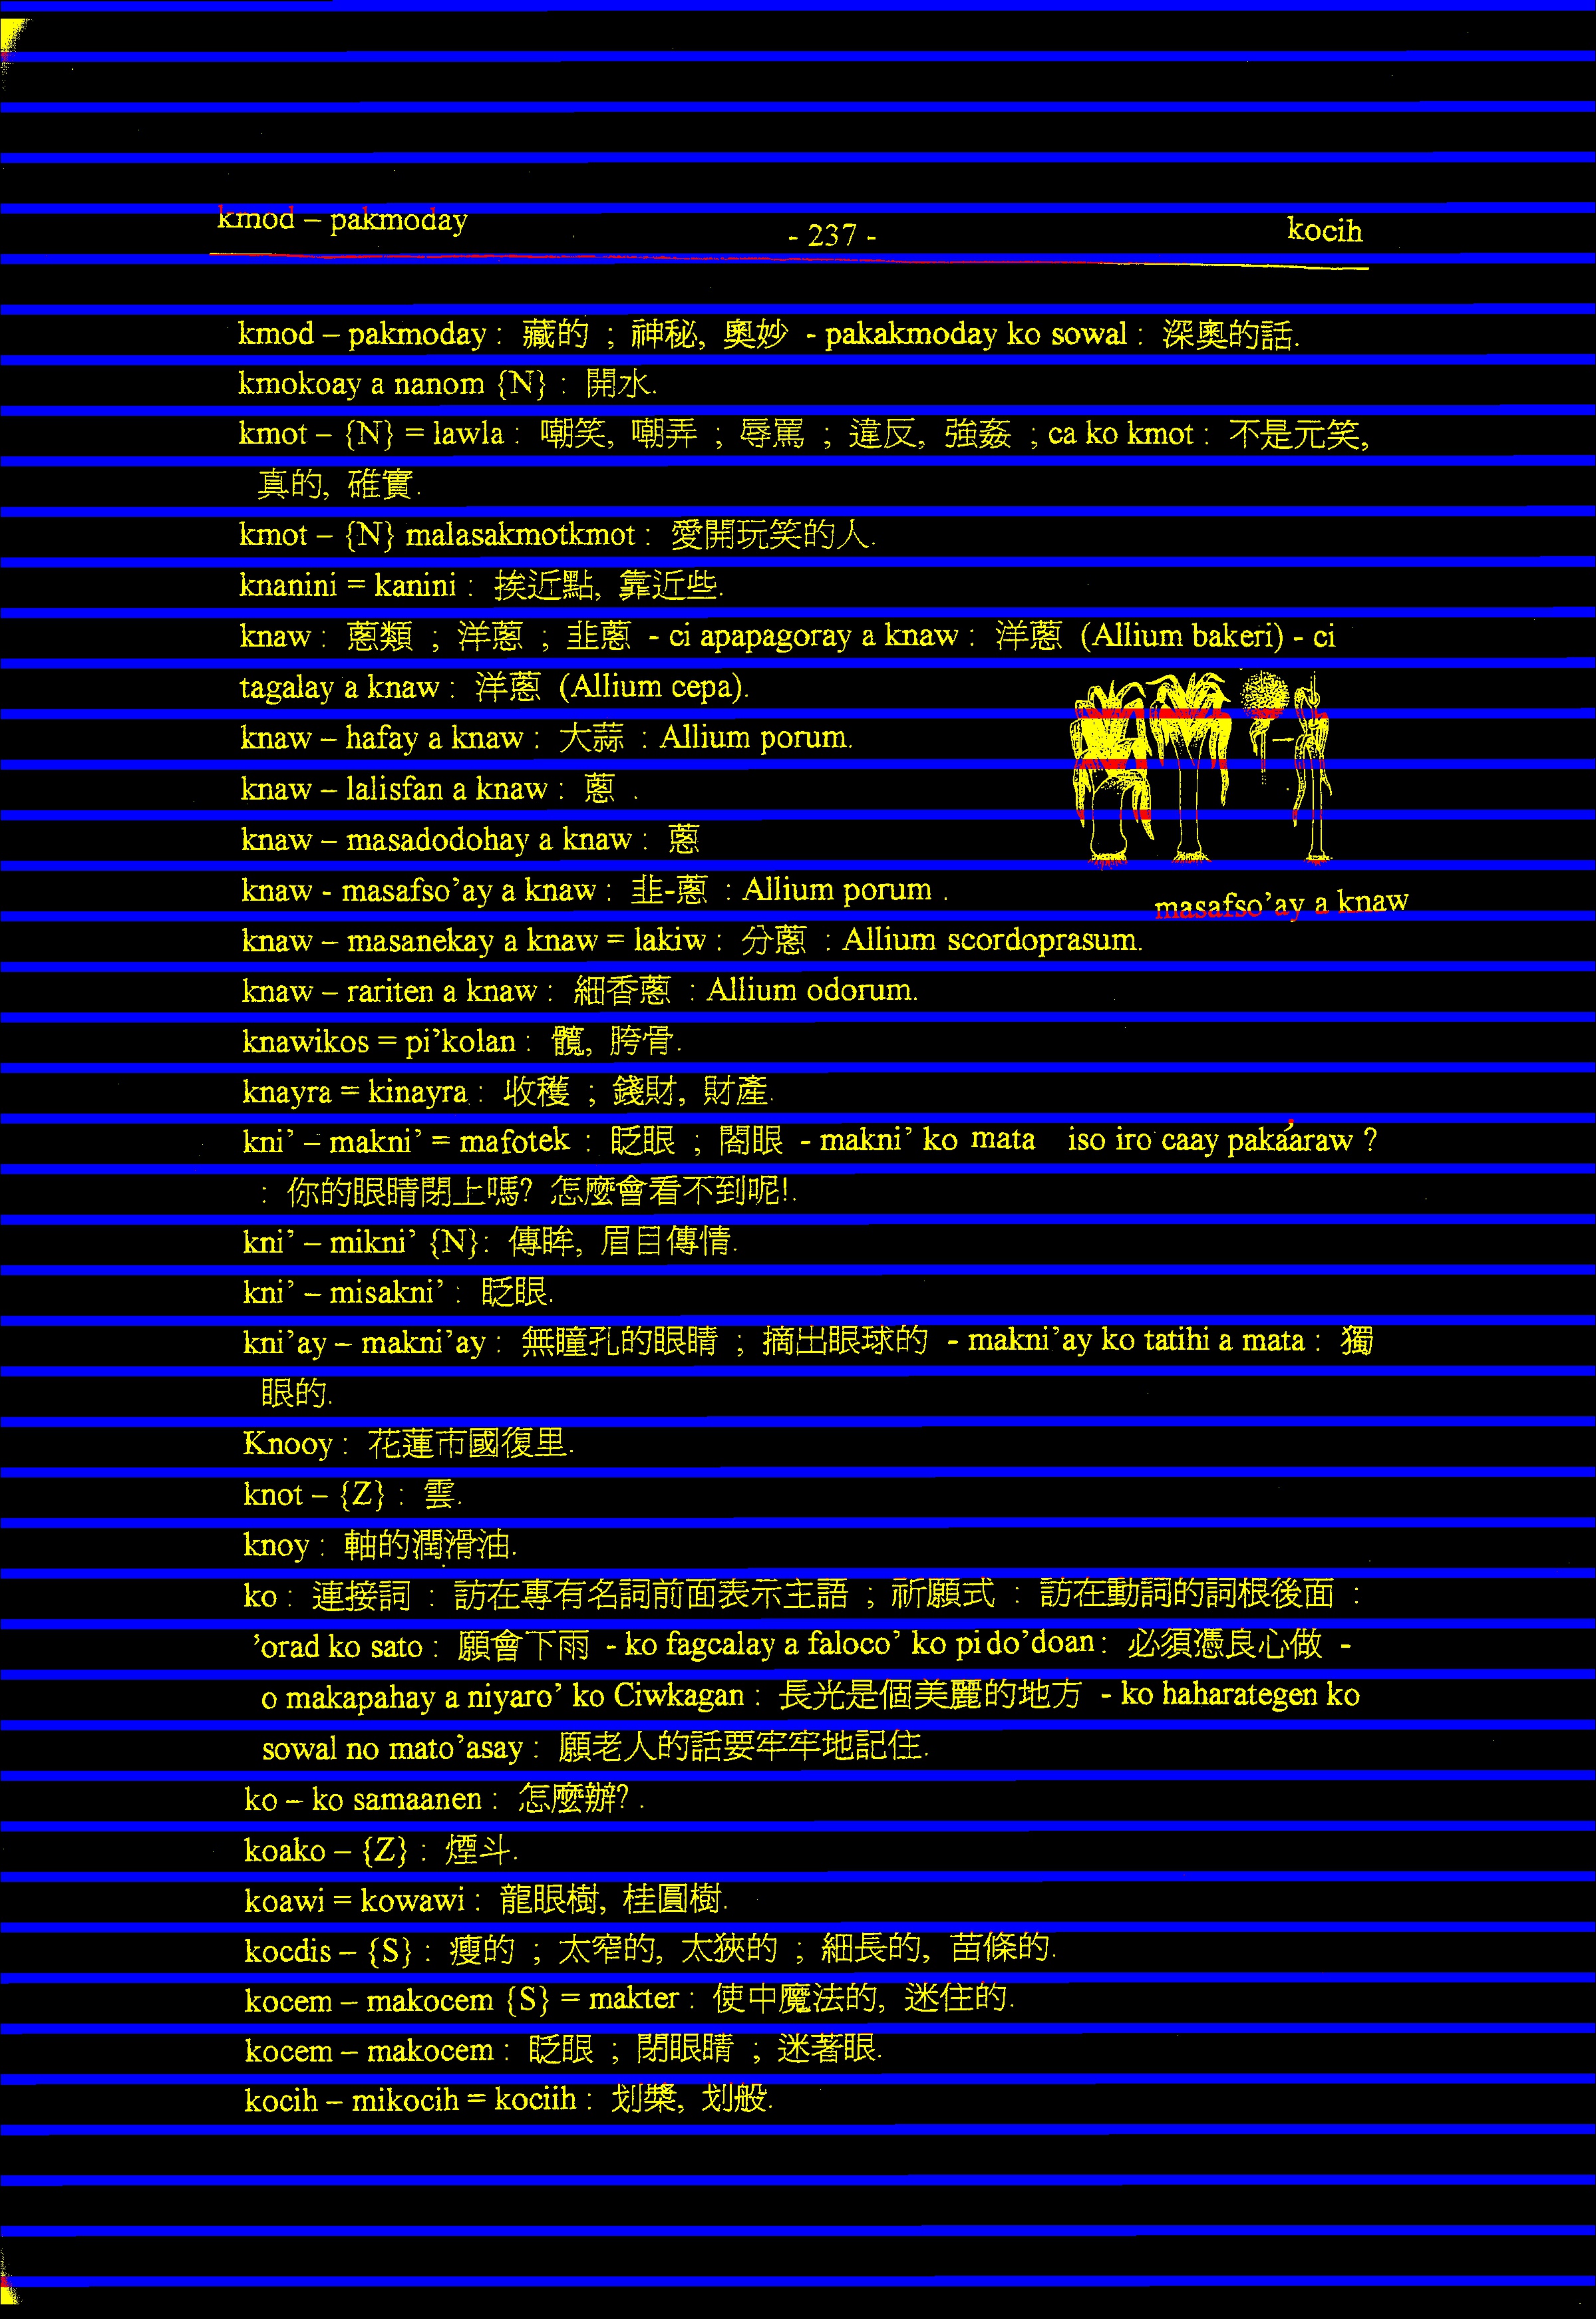 kmod – pakmoday
- 237 -
kocih
kmod – pakmoday : 藏的 ; 神秘, 奧妙 - pakakmoday ko sowal : 深奧的話.
kmokoay a nanom {N} : 開水.
kmot – {N} = lawla : 嘲笑, 嘲弄 ; 辱罵 ; 違反, 強姦 ; ca ko kmot : 不是元笑,
真的, 確實.
kmot – {N} malasakmotkmot : 愛開玩笑的人.
knanini = kanini : 挨近點, 靠近些.
knaw : 蔥類 ; 洋蔥 ; 韭蔥 - ci apapagoray a knaw : 洋蔥 (Allium bakeri) - ci
tagalay a knaw : 洋蔥 (Allium cepa).
knaw – hafay a knaw : 大蒜 : Allium porum.
knaw – lalisfan a knaw : 蔥 .
knaw – masadodohay a knaw : 蔥
knaw - masafso’ay a knaw : 韭-蔥 : Allium porum .
masafso’ay a knaw
knaw – masanekay a knaw = lakiw : 分蔥 : Allium scordoprasum.
knaw – rariten a knaw : 細香蔥 : Allium odorum.
knawikos = pi’kolan : 髖, 胯骨.
knayra = kinayra : 收穫 ; 錢財, 財產.
kni’ – makni’ = mafotek : 眨眼 ; 閤眼 - makni’ ko mata iso iro caay pakáaraw ?
: 你的眼睛閉上嗎? 怎麼會看不到呢!.
kni’ – mikni’ {N}: 傳眸, 眉目傳情.
kni’ – misakni’ : 眨眼.
kni’ay – makni’ay : 無瞳孔的眼睛 ; 摘出眼球的 - makni’ay ko tatihi a mata : 獨
眼的.
Knooy : 花蓮市國復里.
knot – {Z} : 雲.
knoy : 軸的潤滑油.
ko : 連接詞 : 訪在專有名詞前面表示主語 ; 祈願式 : 訪在動詞的詞根後面 :
’orad ko sato : 願會下雨 - ko fagcalay a faloco’ ko pi do’doan : 必須憑良心做 -
o makapahay a niyaro’ ko Ciwkagan : 長光是個美麗的地方 - ko haharategen ko
sowal no mato’asay : 願老人的話要牢牢地記住.
ko – ko samaanen : 怎麼辦? .
koako – {Z} : 煙斗.
koawi = kowawi : 龍眼樹, 桂圓樹.
kocdis – {S} : 瘦的 ; 太窄的, 太狹的 ; 細長的, 苗條的.
kocem – makocem {S} = makter : 使中魔法的, 迷住的.
kocem – makocem : 眨眼 ; 閉眼睛 ; 迷著眼.
kocih – mikocih = kociih : 划槳, 划般.